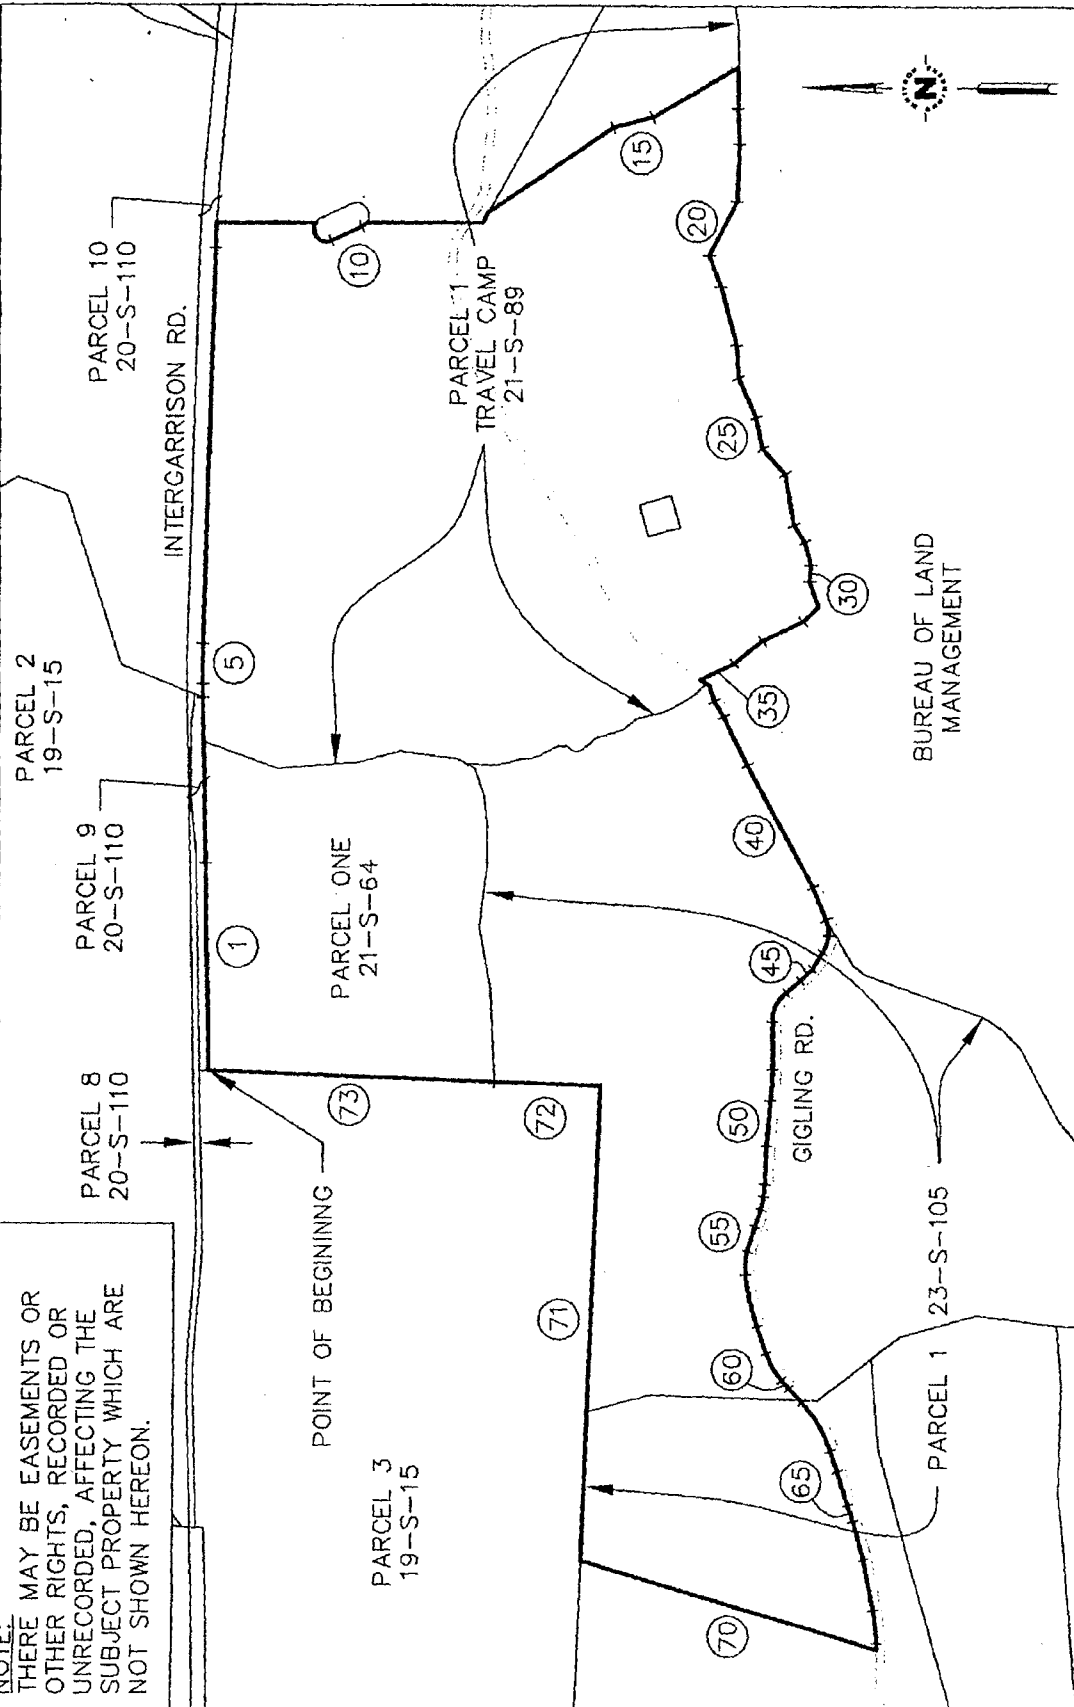 NOTE:
THERE MAY BE EASEMENTS OR
OTHER RIGHTS, RECORDED OR
UNRECORDED, AFFECTING THE
SUBJECT PROPERTY WHICH ARE
NOT SHOWN HEREON.
PARCEL 8
20-S-110
PARCEL 9
20-S-110
PARCEL 2
19-S-15
PARCEL 10
20-S-110
INTERGARRISON RD.
POINT OF BEGININNG
PARCEL 3
19-S-15
PARCEL ONE
21-S-64
PARCEL 1
TRAVEL CAMP
21-S-89
1
5
10
15
20
25
30
35
40
45
50
55
60
65
70
71
72
73
GIGLING RD.
BUREAU OF LAND
MANAGEMENT
PARCEL 1 23-S-105
N